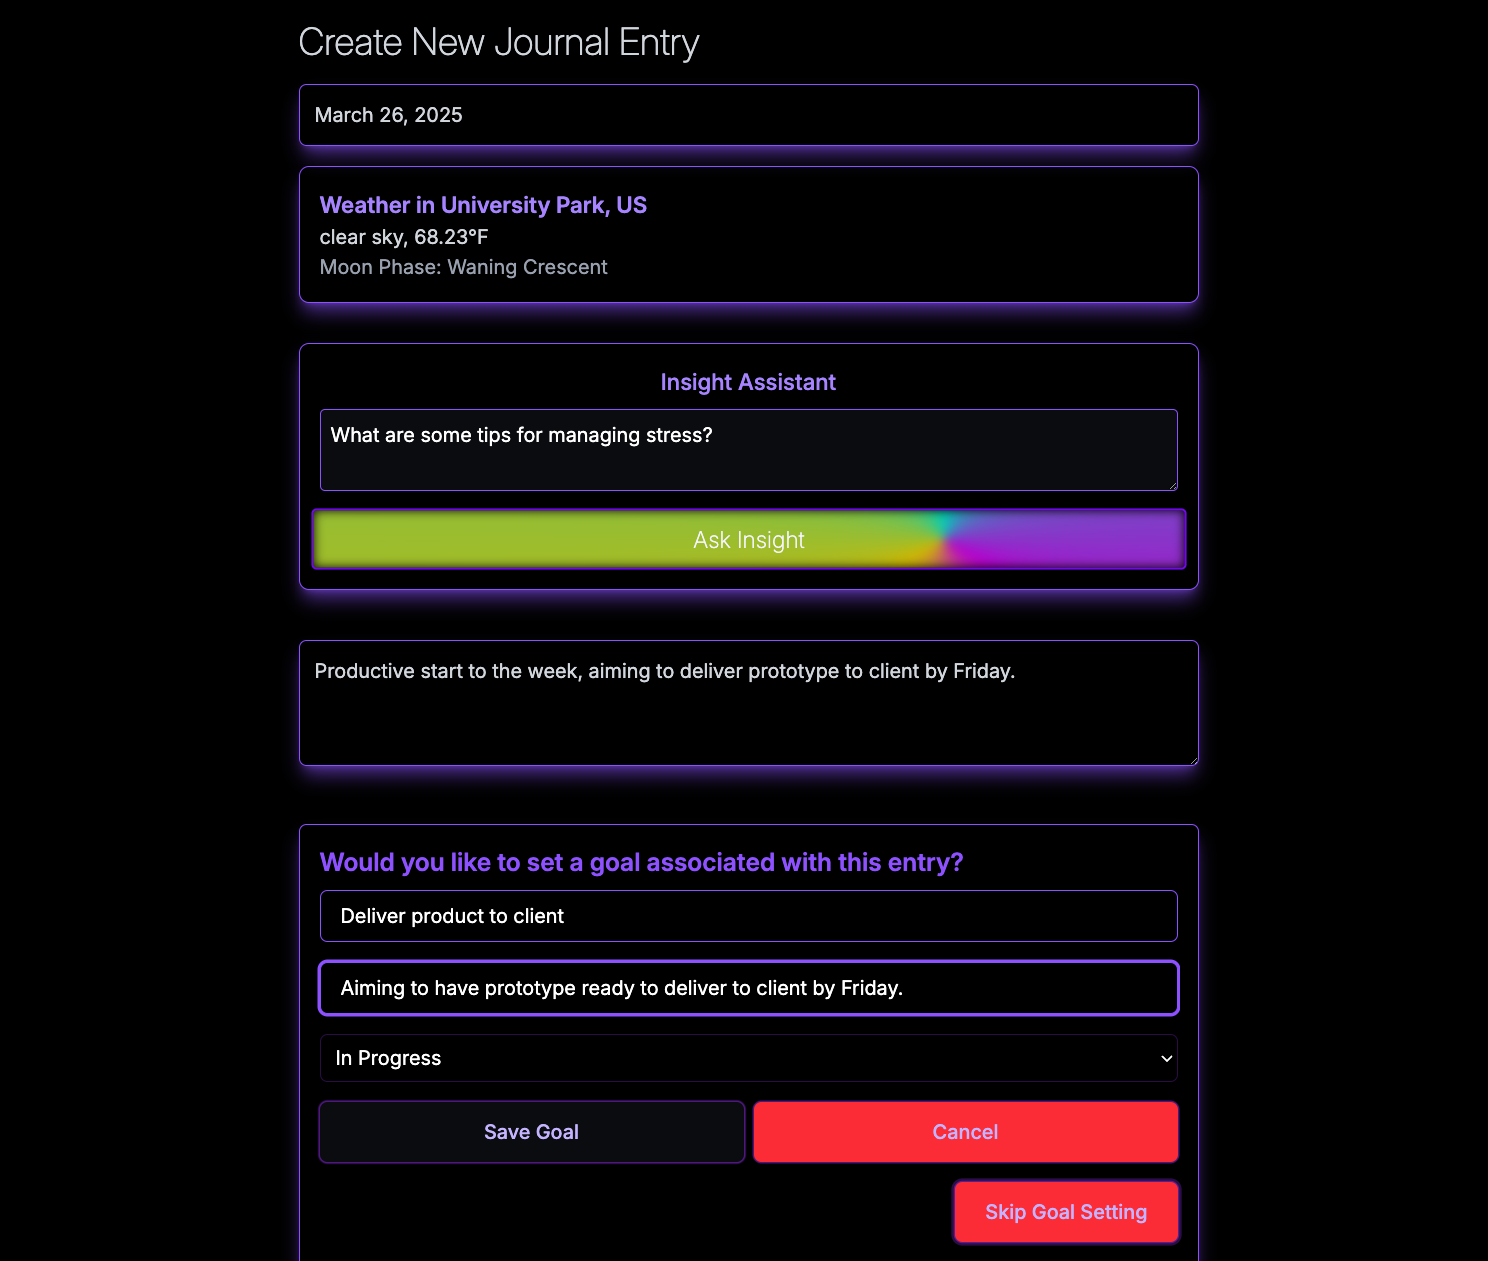 Create New Journal Entry
March 26, 2025
Weather in University Park, US
clear sky, 68.23°F
Moon Phase: Waning Crescent
Insight Assistant
What are some tips for managing stress?
Ask Insight
Productive start to the week, aiming to deliver prototype to client by Friday.
Would you like to set a goal associated with this entry?
Deliver product to client
Aiming to have prototype ready to deliver to client by Friday.
In Progress
Save Goal
Cancel
Skip Goal Setting